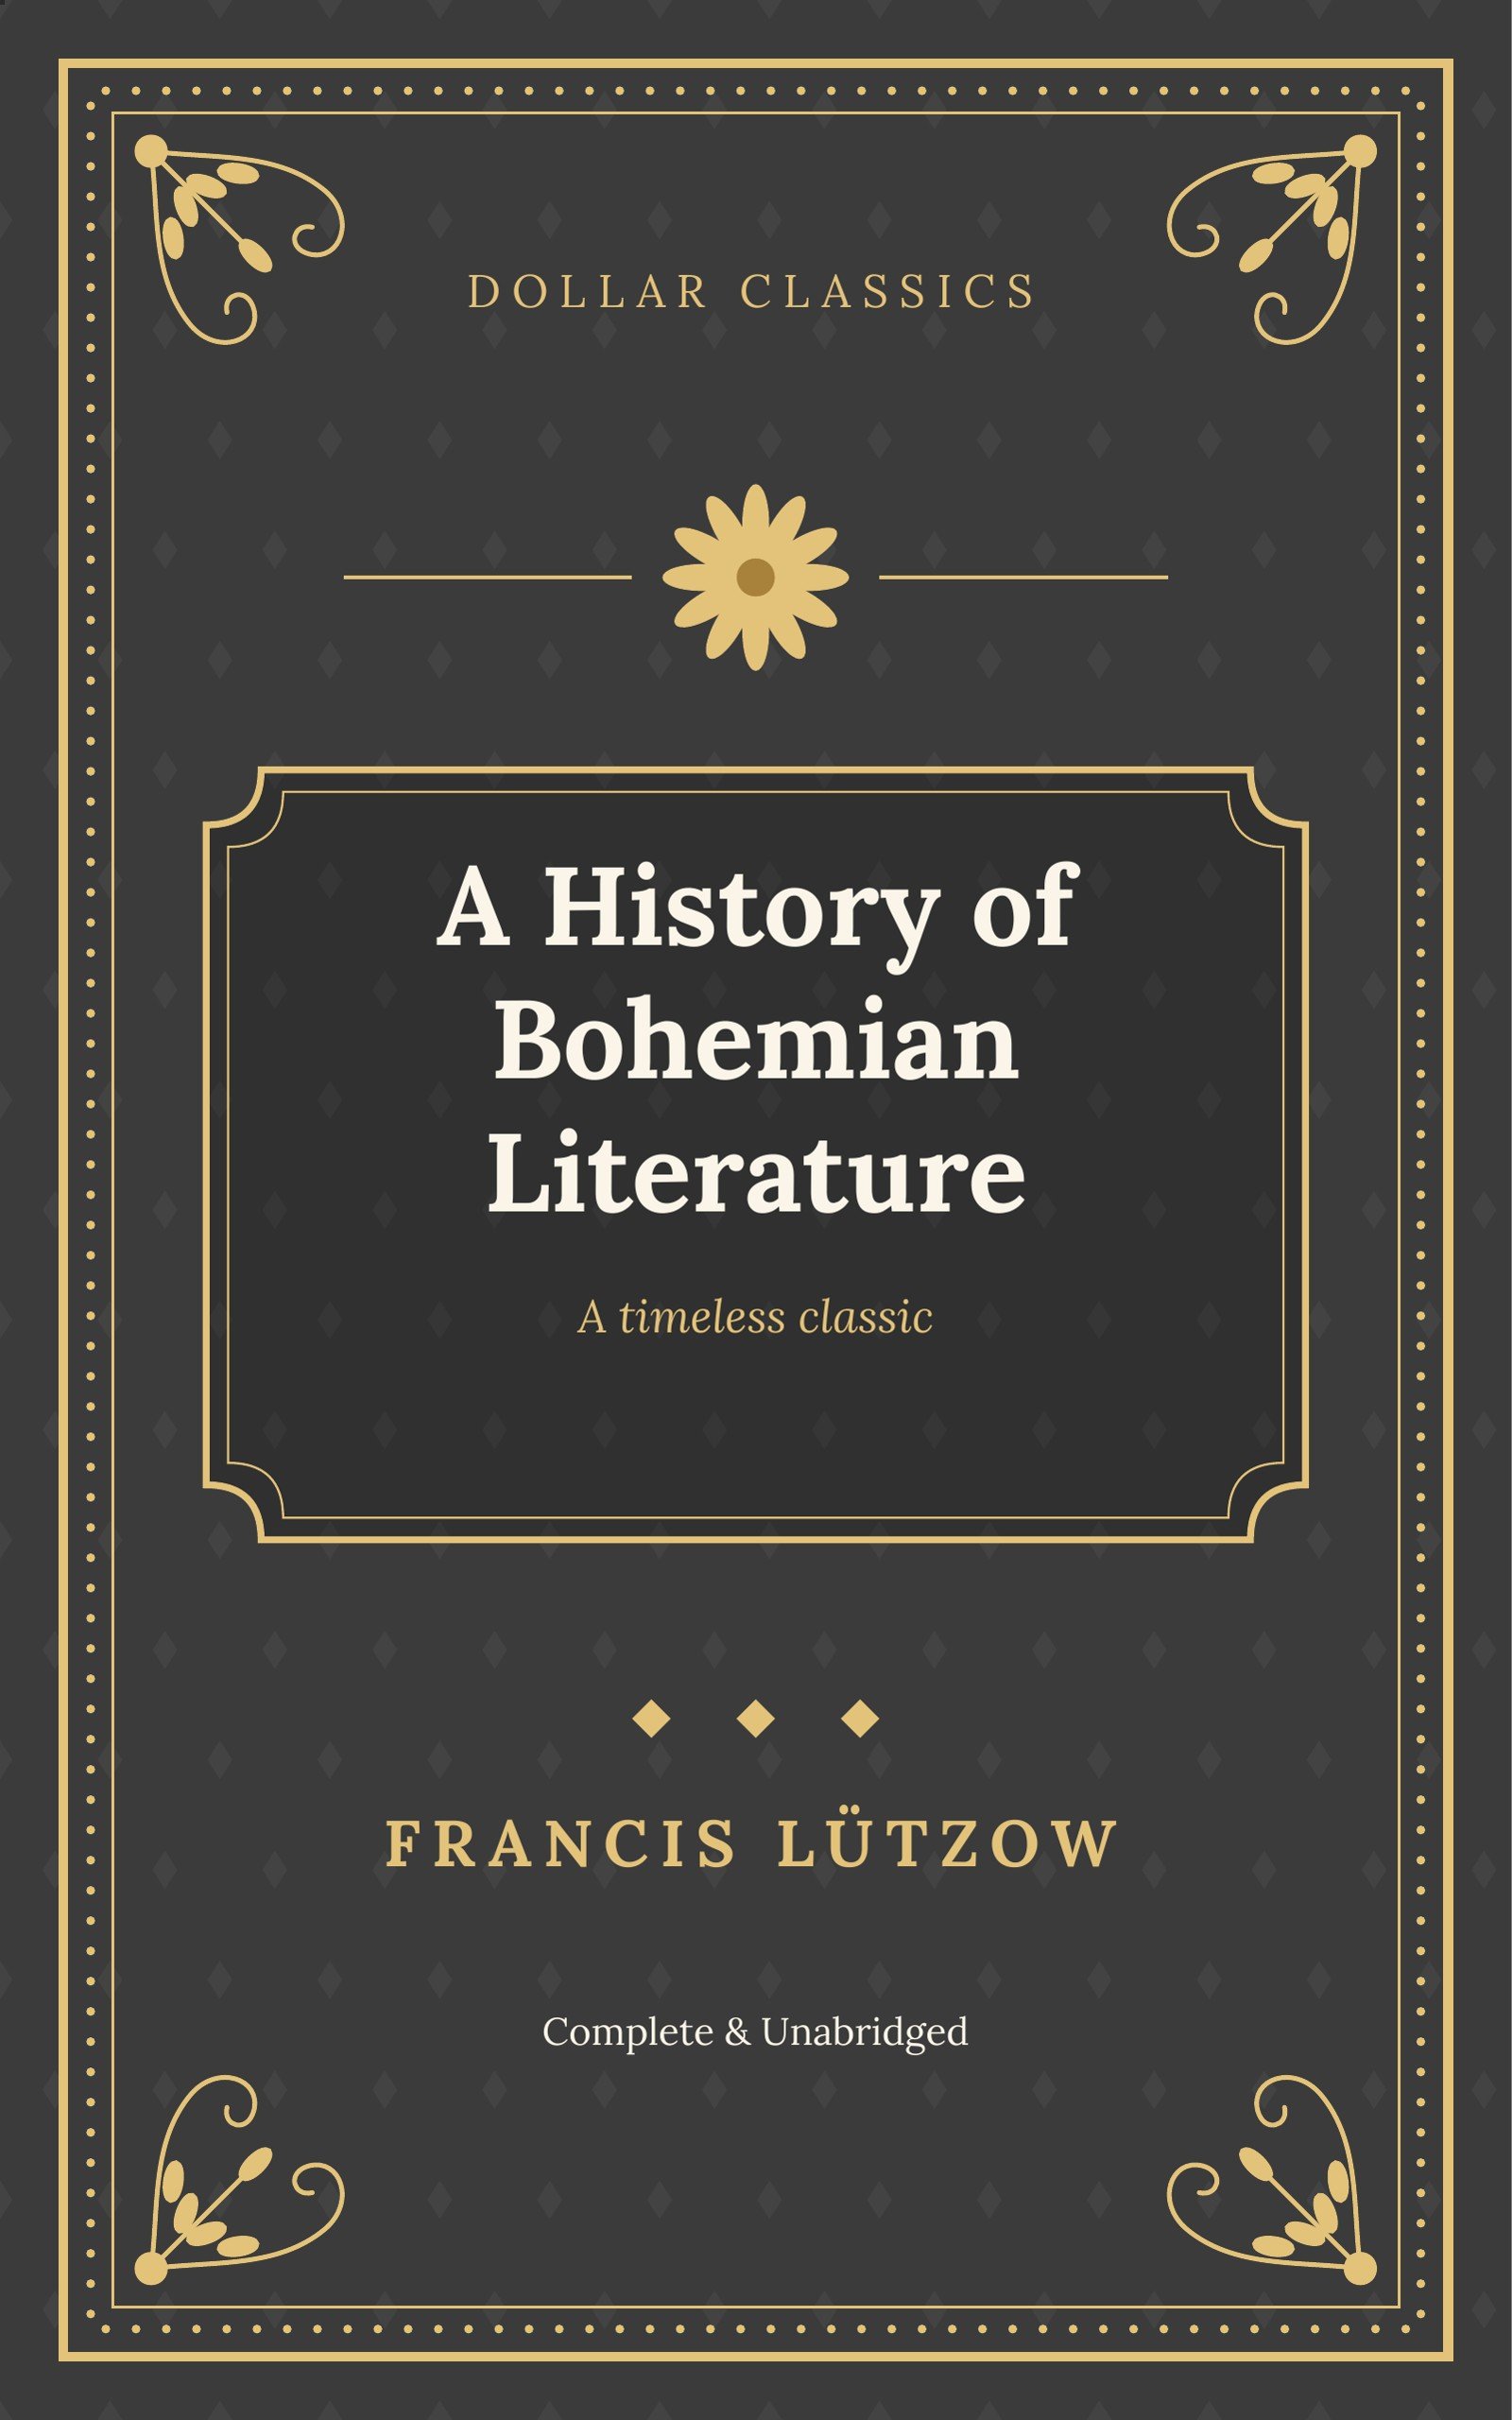 DOLLAR CLASSICS
A History of
Bohemian
Literature
A timeless classic
FRANCIS LÜTZOW
Complete & Unabridged